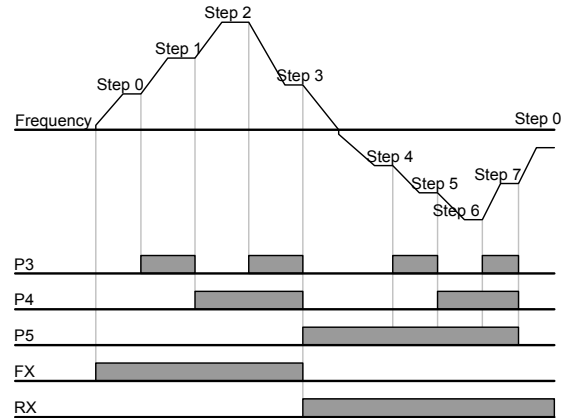 Step 2
Step 1
Step 0
Step 3
Frequency
Step 0
Step 4
Step 7
Step 5
Step 6
P3
P4
P5
FX
RX